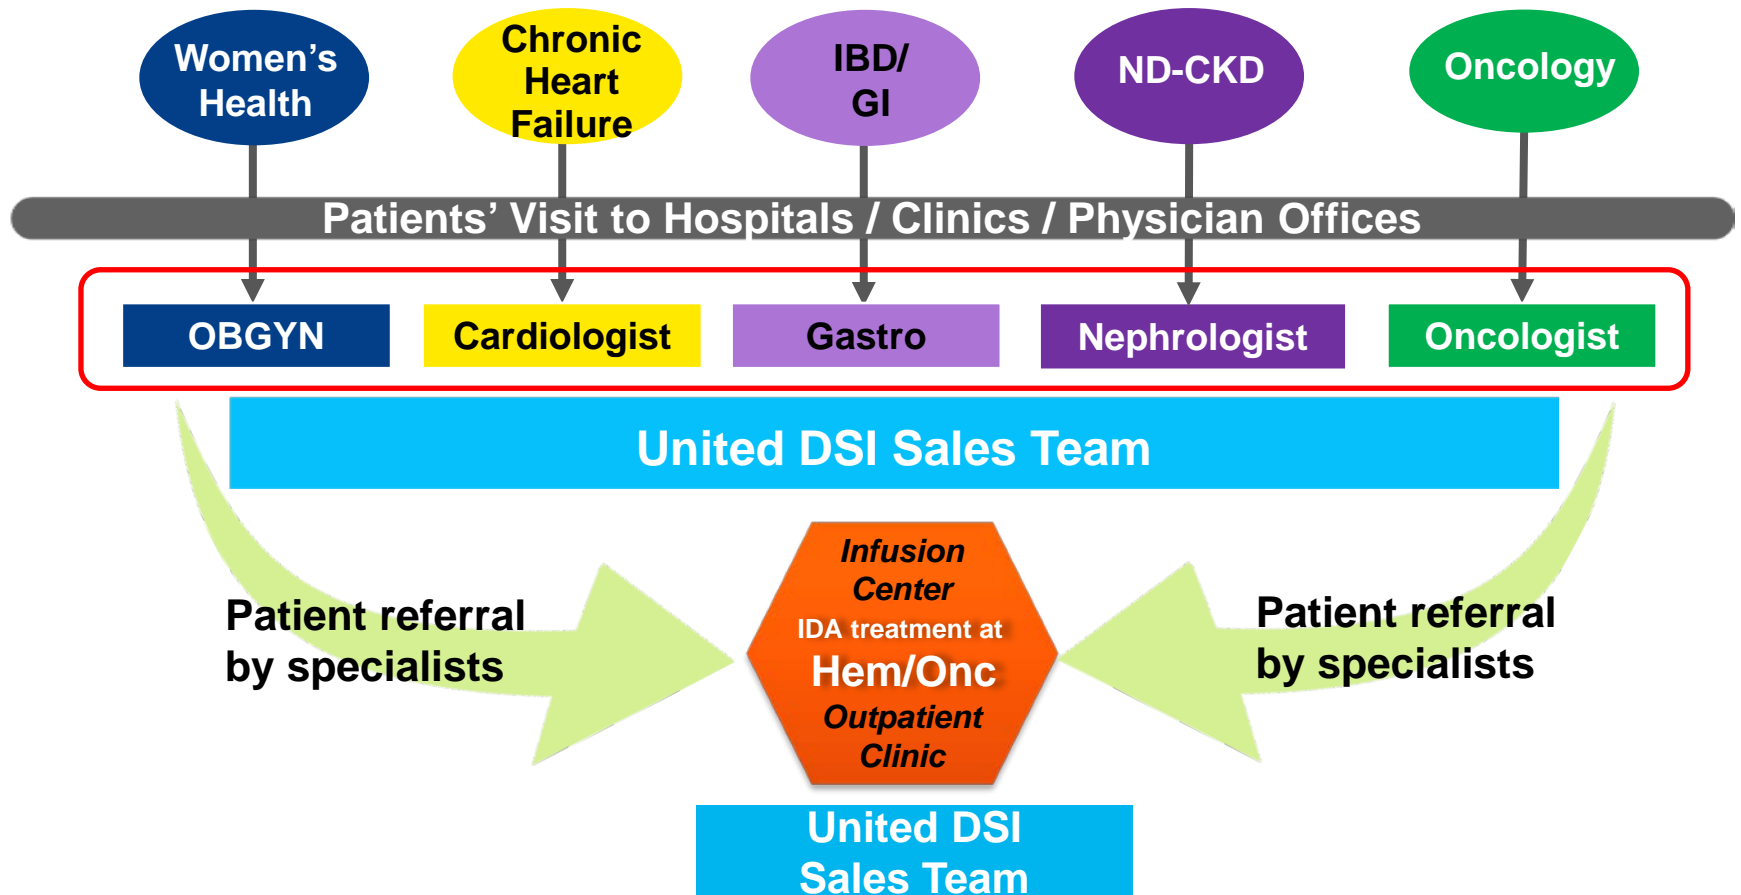 Women’s
Health
Chronic
Heart
Failure
IBD/
GI
ND-CKD
Oncology
Patients’ Visit to Hospitals / Clinics / Physician Offices
OBGYN
Cardiologist
Gastro
Nephrologist
Oncologist
United DSI Sales Team
Patient referral
by specialists
Infusion
Center
IDA treatment at
Hem/Onc
Outpatient
Clinic
Patient referral
by specialists
United DSI
Sales Team